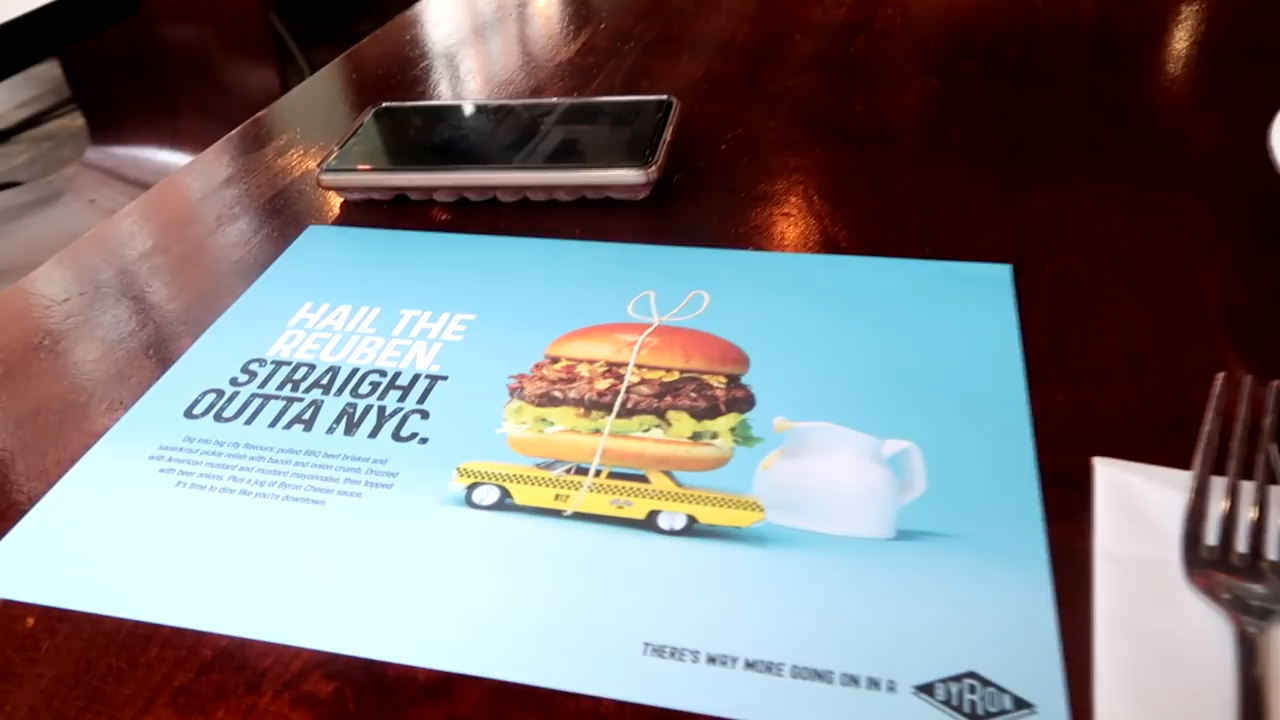 HAIL THE
REUBEN.
STRAIGHT
OUTTA NYC.
Dig into big city flavours: pulled BBQ beef brisket and
sauerkraut pickle relish with bacon and onion crumb. Drizzled
with American mustard and mustard mayonnaise, then topped
with beer onions. Plus a jug of Byron Cheese sauce.
It's time to dine like you're downtown.
THERE'S WAY MORE GOING ON IN A
BYRON